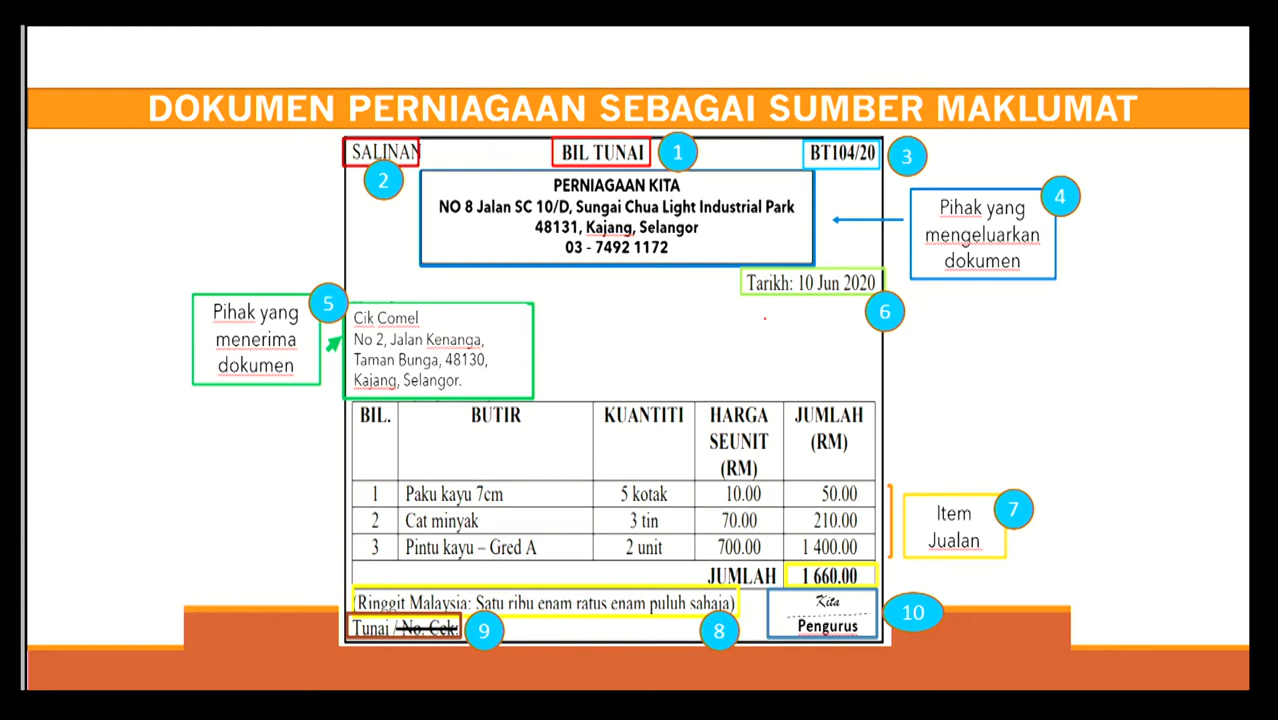 DOKUMEN PERNIAGAAN SEBAGAI SUMBER MAKLUMAT
SALINAN
BIL TUNAI
1
BT104/20
3
2
PERNIAGAAN KITA
NO 8 Jalan SC 10/D, Sungai Chua Light Industrial Park
48131, Kajang, Selangor
03 - 7492 1172
4
Pihak yang
mengeluarkan
dokumen
Tarikh: 10 Jun 2020
6
5
Pihak yang
menerima
dokumen
Cik Comel
No 2, Jalan Kenanga,
Taman Bunga, 48130,
Kajang, Selangor.
BIL. BUTIR KUANTITI HARGA SEUNIT (RM) JUMLAH (RM)
1 Paku kayu 7cm 5 kotak 10.00 50.00
2 Cat minyak 3 tin 70.00 210.00
3 Pintu kayu – Gred A 2 unit 700.00 1 400.00
JUMLAH 1 660.00
7
Item
Jualan
(Ringgit Malaysia: Satu ribu enam ratus enam puluh sahaja)
8
Tunai / No. Cek:
9
Kita
Pengurus
10